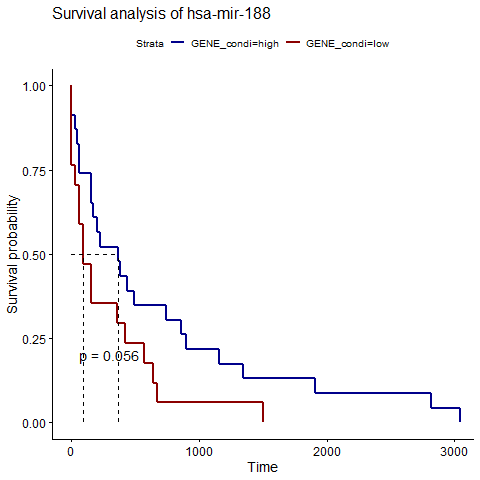 Survival analysis of hsa-mir-188
Strata GENE_condi=high GENE_condi=low
Survival probability
1.00
0.75
0.50
0.25
0.00
p = 0.056
0 1000 2000 3000
Time